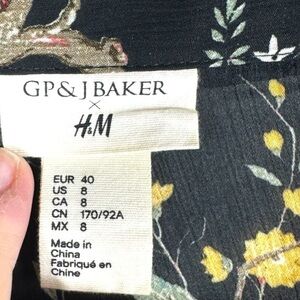 GP & J BAKER
×
H&M
EUR 40
US 8
CA 8
CN 170/92A
MX 8
Made in
China
Fabriqué en
Chine